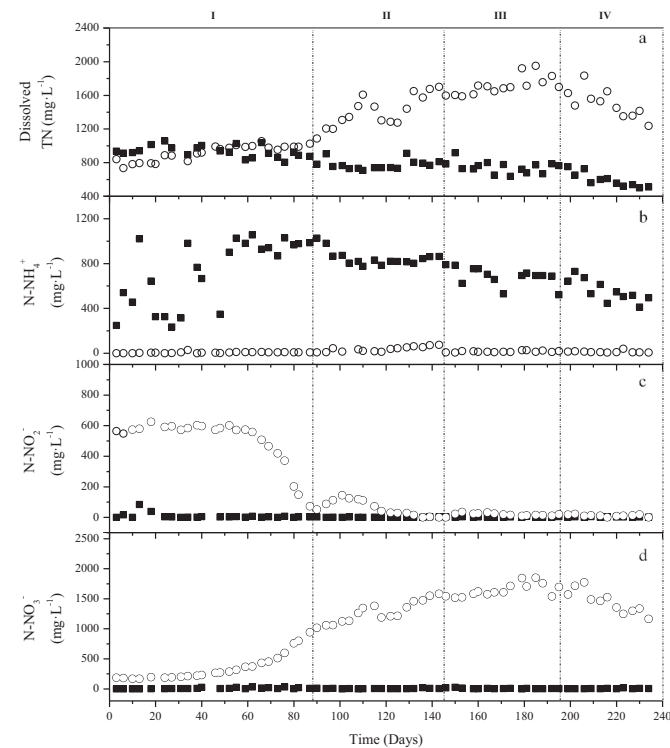 I II III IV
a
Dissolved
TN (mg·L⁻¹)
2400
2000
1600
1200
800
400
b
N-NH₄⁺
(mg·L⁻¹)
1200
800
400
0
c
N-NO₂⁻
(mg·L⁻¹)
1000
800
600
400
200
0
d
N-NO₃⁻
(mg·L⁻¹)
2500
2000
1500
1000
500
0
0 20 40 60 80 100 120 140 160 180 200 220 240
Time (Days)